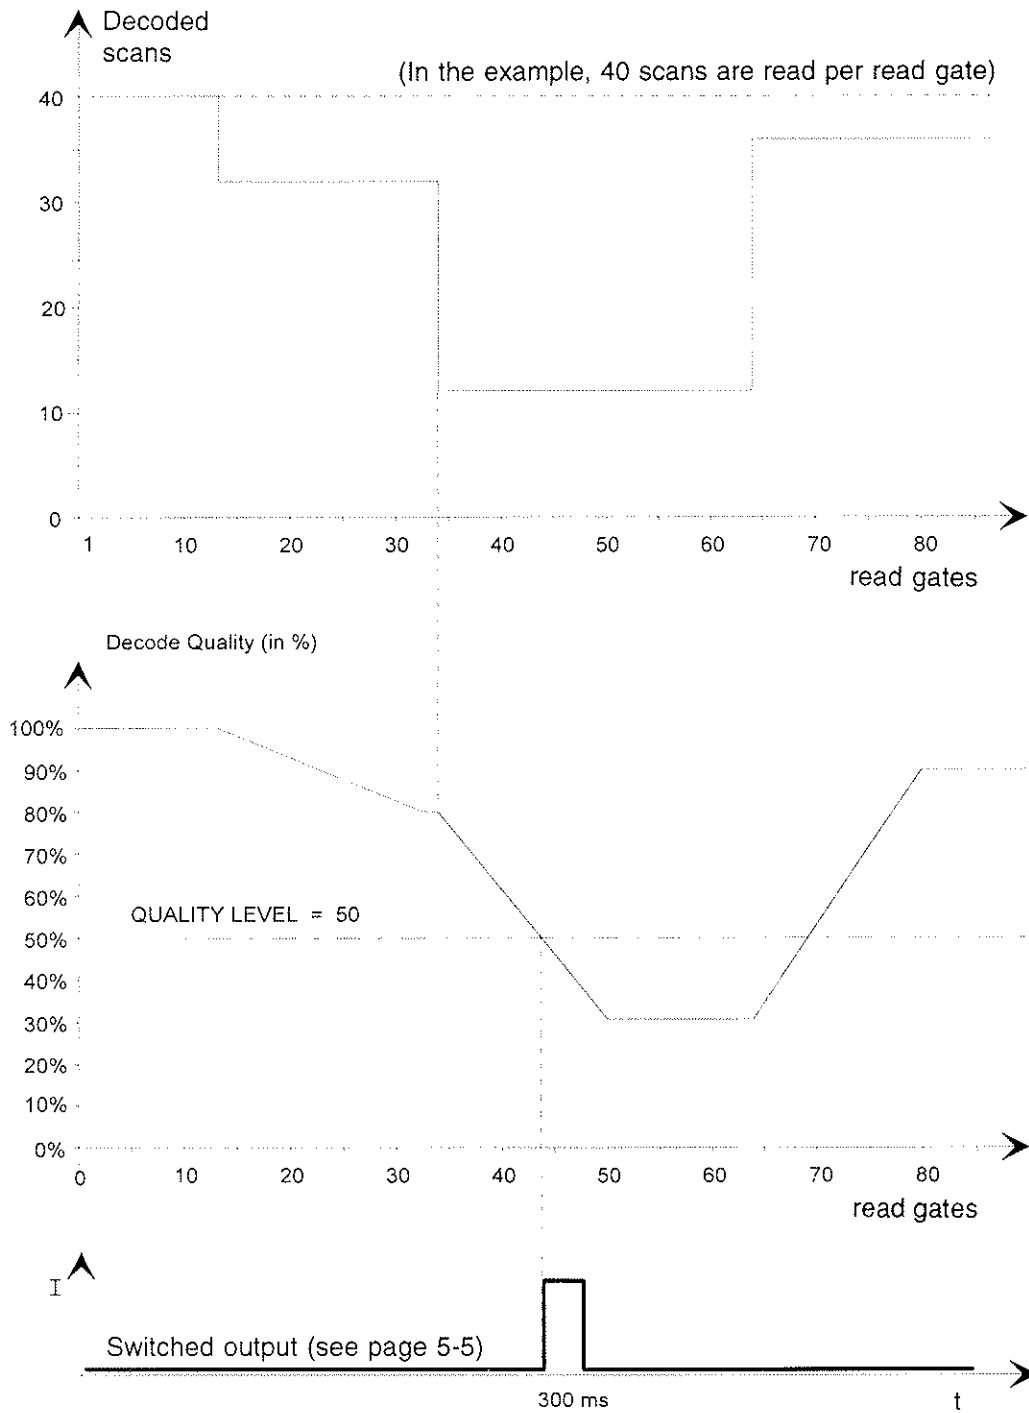 Decoded
scans
(In the example, 40 scans are read per read gate)
40
30
20
10
0
1 10 20 30 40 50 60 70 80
read gates
Decode Quality (in %)
100%
90%
80%
70%
60%
QUALITY LEVEL = 50
50%
40%
30%
20%
10%
0%
0 10 20 30 40 50 60 70 80
read gates
I
Switched output (see page 5-5)
300 ms t